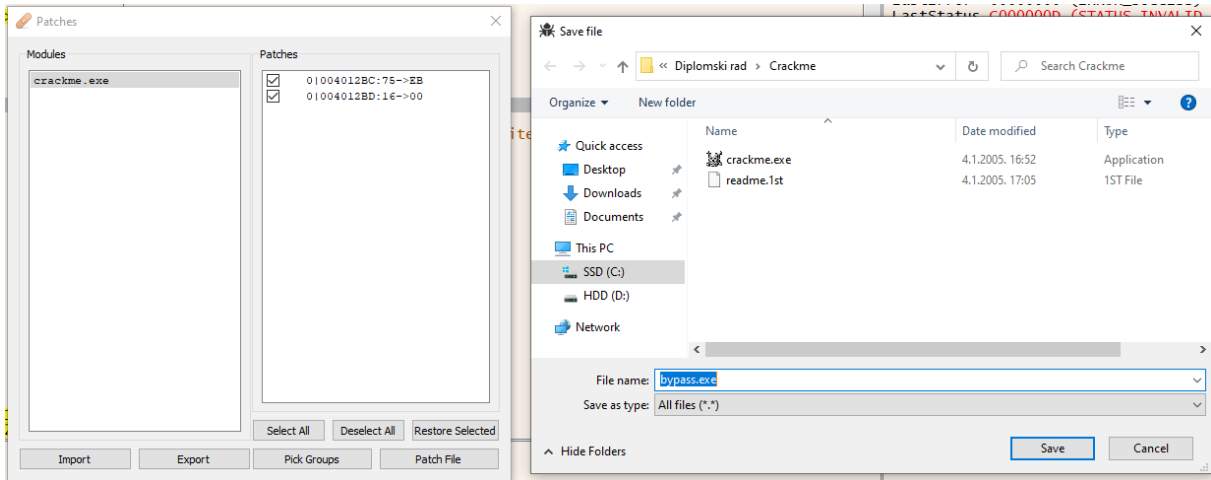 LastStatus C000000D (STATUS_INVALID
Patches
Modules
crackme.exe
Patches
0|004012BC:75->EB
0|004012BD:16->00
Select All
Deselect All
Restore Selected
Import
Export
Pick Groups
Patch File
ite
Save file
« Diplomski rad › Crackme
Search Crackme
Organize
New folder
Name
Date modified
Type
Quick access
Desktop
Downloads
Documents
This PC
SSD (C:)
HDD (D:)
Network
crackme.exe
4.1.2005. 16:52
Application
readme.1st
4.1.2005. 17:05
1ST File
File name:
bypass.exe
Save as type:
All files (*.*)
Hide Folders
Save
Cancel